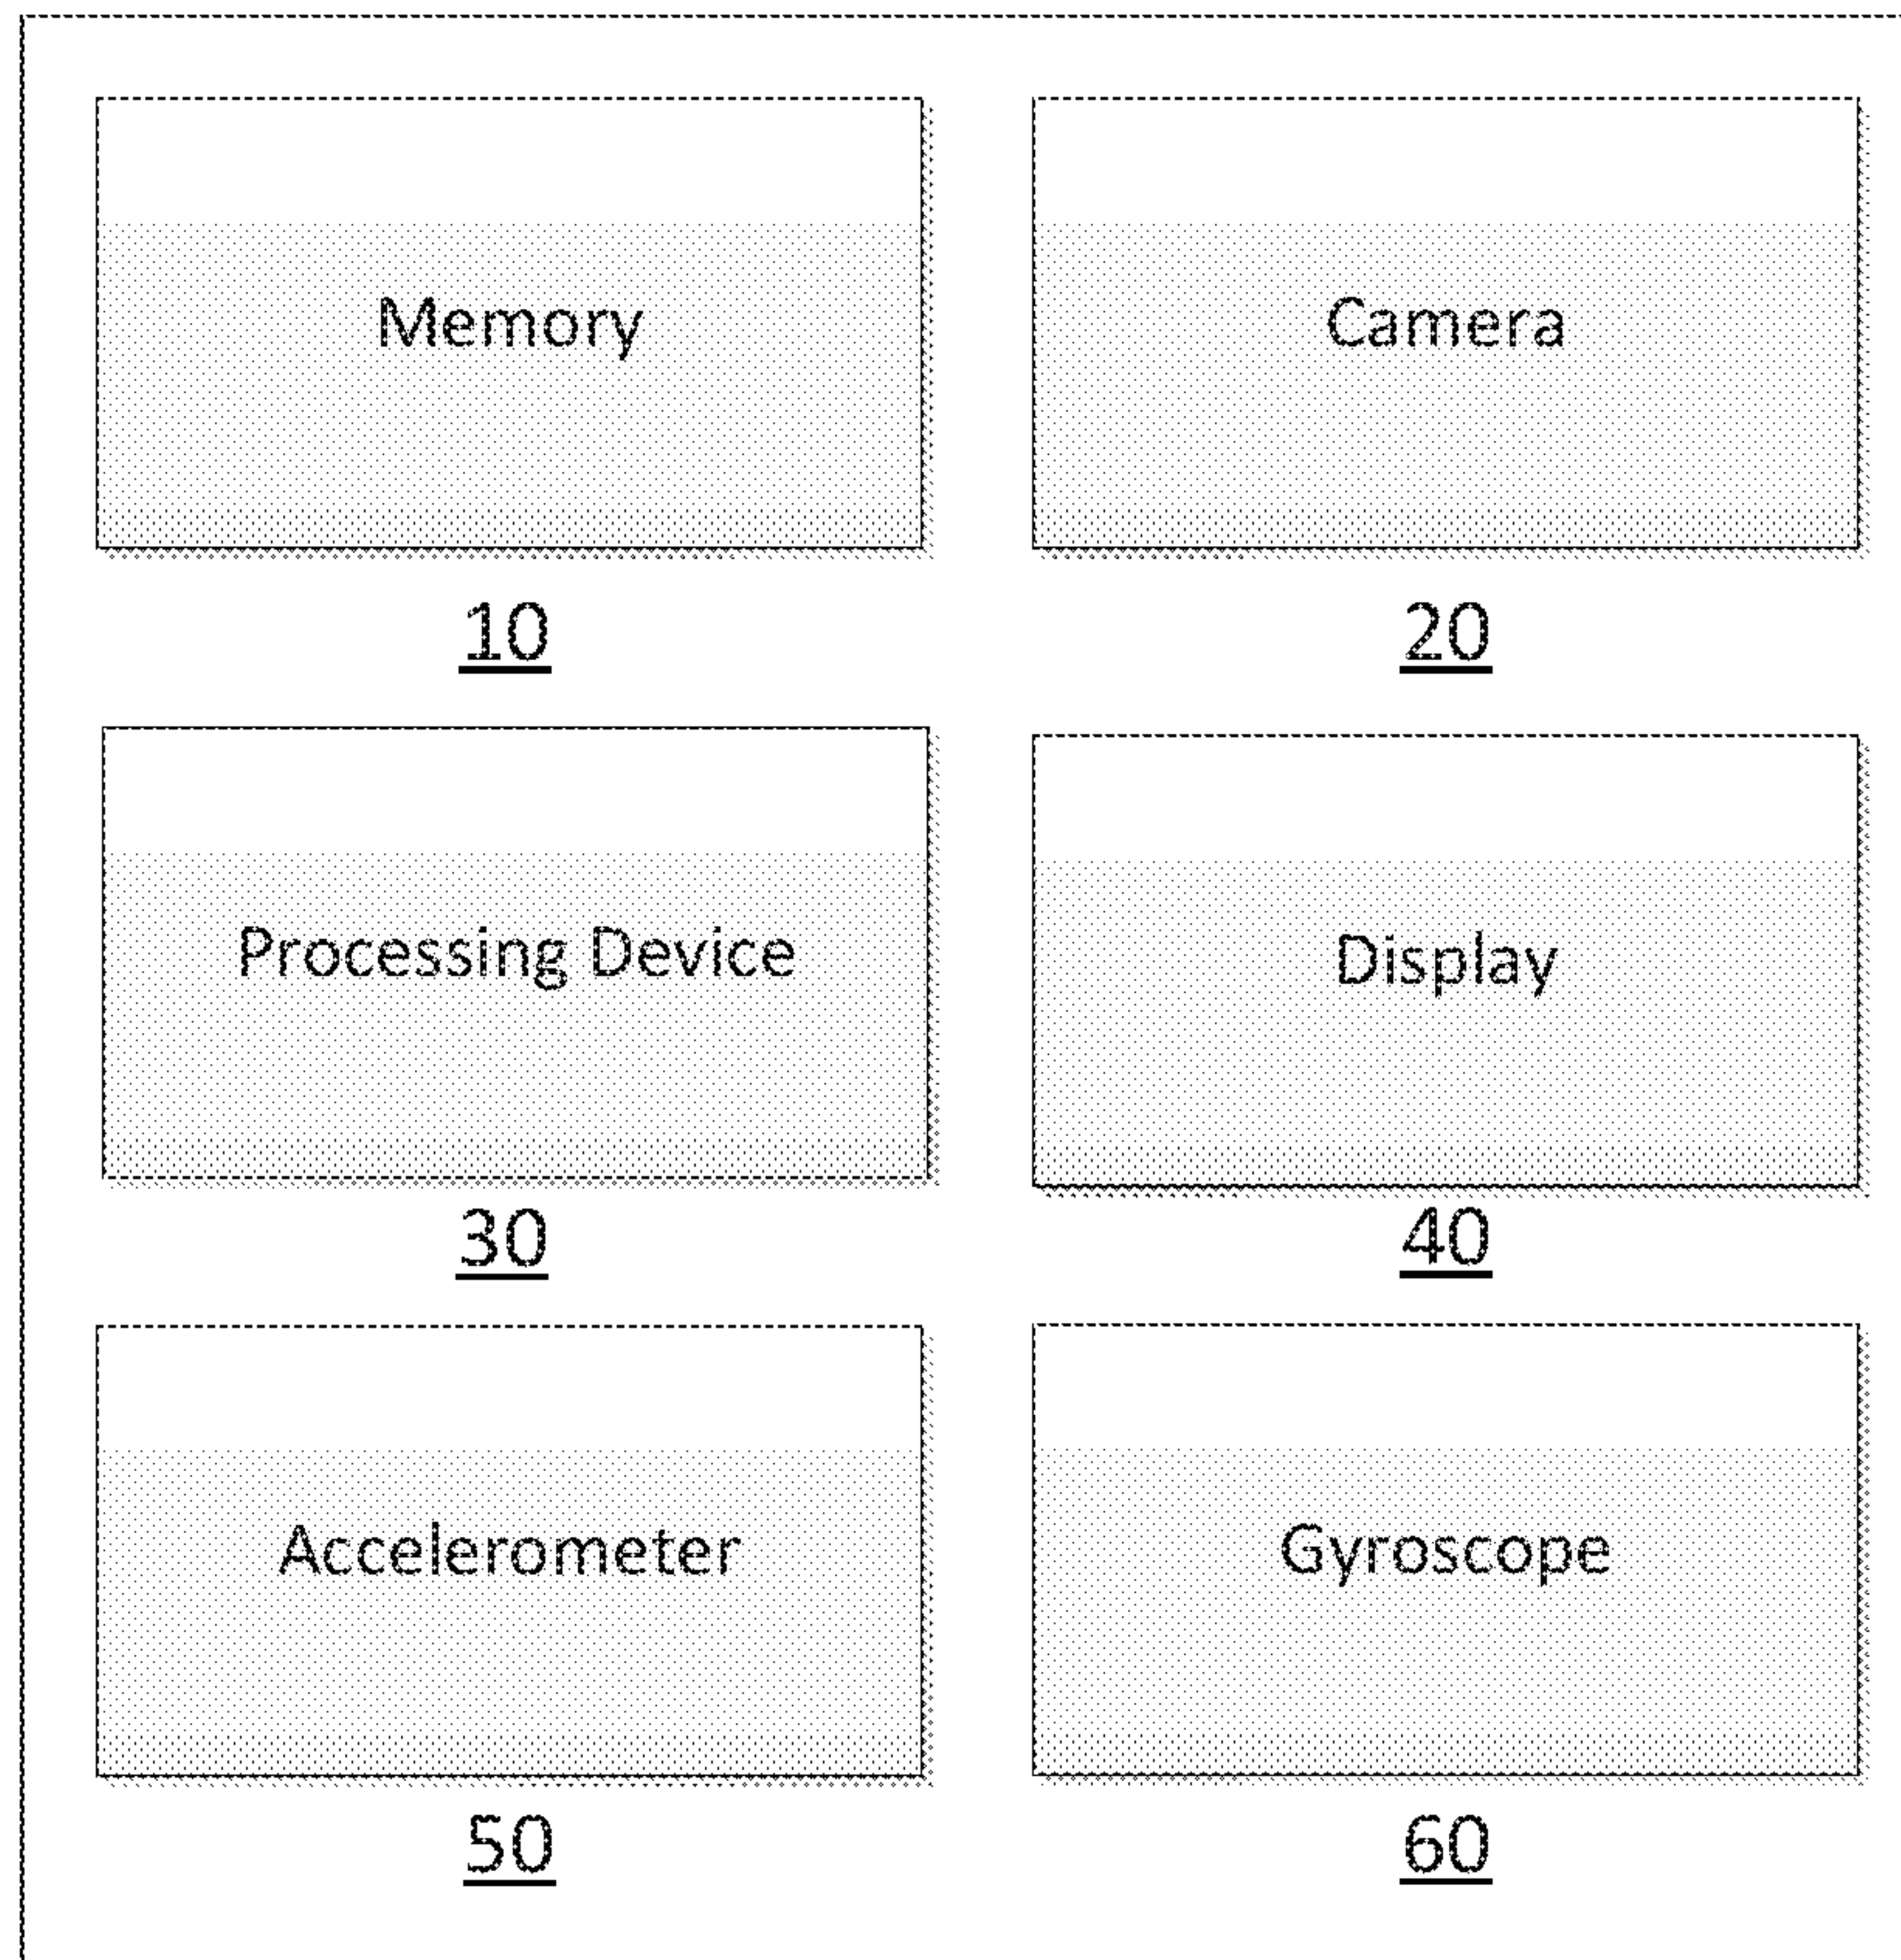 Memory
Camera
10
20
Processing Device
Display
30
40
Accelerometer
Gyroscope
50
60